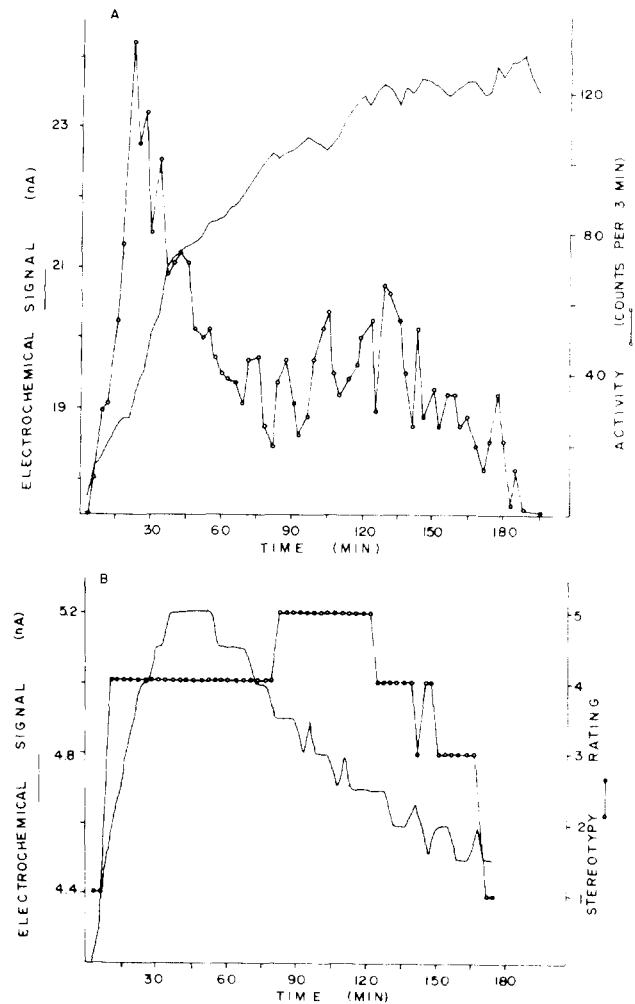 A
ELECTROCHEMICAL SIGNAL (nA)
23
21
19
120
80
40
ACTIVITY (COUNTS PER 3 MIN)
30 60 90 120 150 180
TIME (MIN)
B
ELECTROCHEMICAL SIGNAL (nA)
5.2
4.8
4.4
5
4
3
2
1
STEREOTYPY RATING
30 60 90 120 150 180
TIME (MIN)